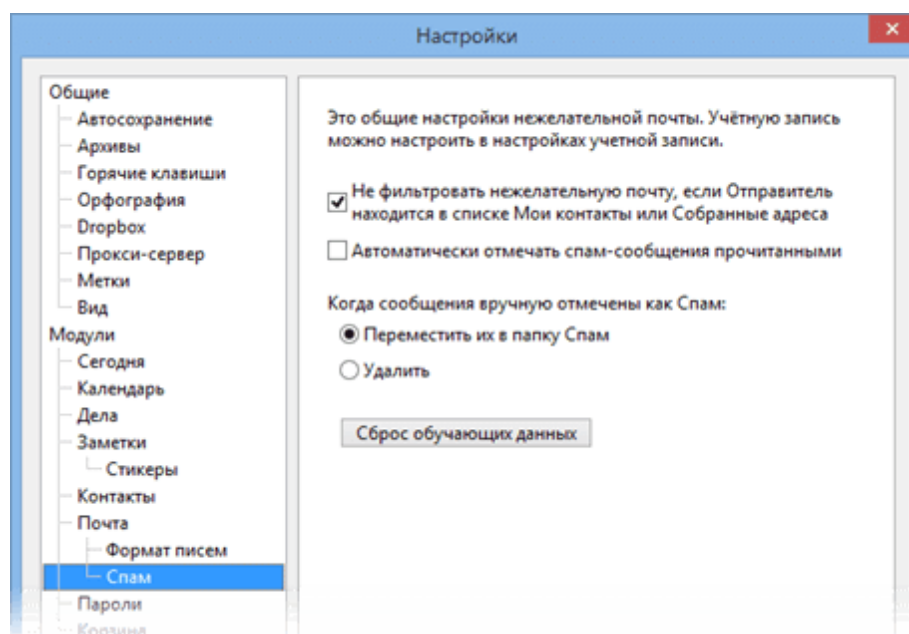 Настройки
Общие
Автосохранение
Архивы
Горячие клавиши
Орфография
Dropbox
Прокси-сервер
Метки
Вид
Модули
Сегодня
Календарь
Дела
Заметки
Стикеры
Контакты
Почта
Формат писем
Спам
Пароли
Корзина
Это общие настройки нежелательной почты. Учётную запись
можно настроить в настройках учетной записи.
Не фильтровать нежелательную почту, если Отправитель
находится в списке Мои контакты или Собранные адреса
Автоматически отмечать спам-сообщения прочитанными
Когда сообщения вручную отмечены как Спам:
Переместить их в папку Спам
Удалить
Сброс обучающих данных